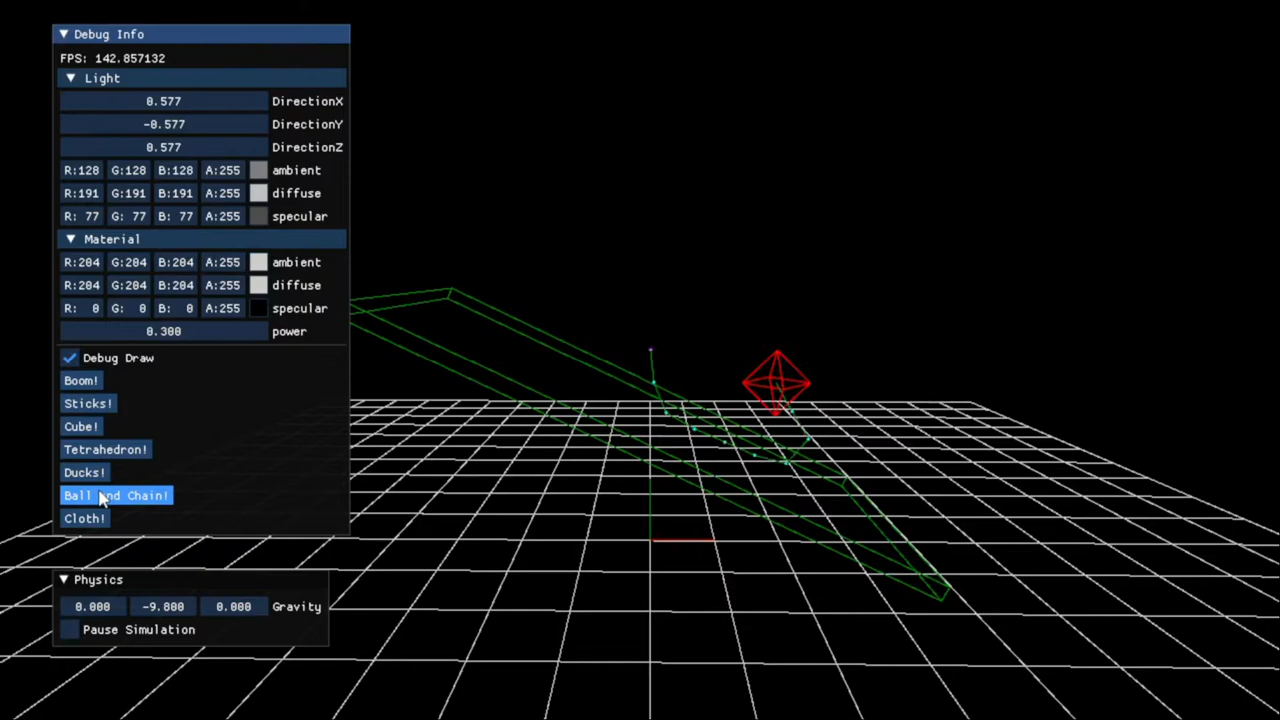 Debug Info
FPS: 142.857132
Light
0.577 DirectionX
-0.577 DirectionY
0.577 DirectionZ
R:128 G:128 B:128 A:255 ambient
R:191 G:191 B:191 A:255 diffuse
R: 77 G: 77 B: 77 A:255 specular
Material
R:204 G:204 B:204 A:255 ambient
R:204 G:204 B:204 A:255 diffuse
R: 0 G: 0 B: 0 A:255 specular
0.300 power
Debug Draw
Boom!
Sticks!
Cube!
Tetrahedron!
Ducks!
Ball and Chain!
Cloth!
Physics
0.000 -9.800 0.000 Gravity
Pause Simulation